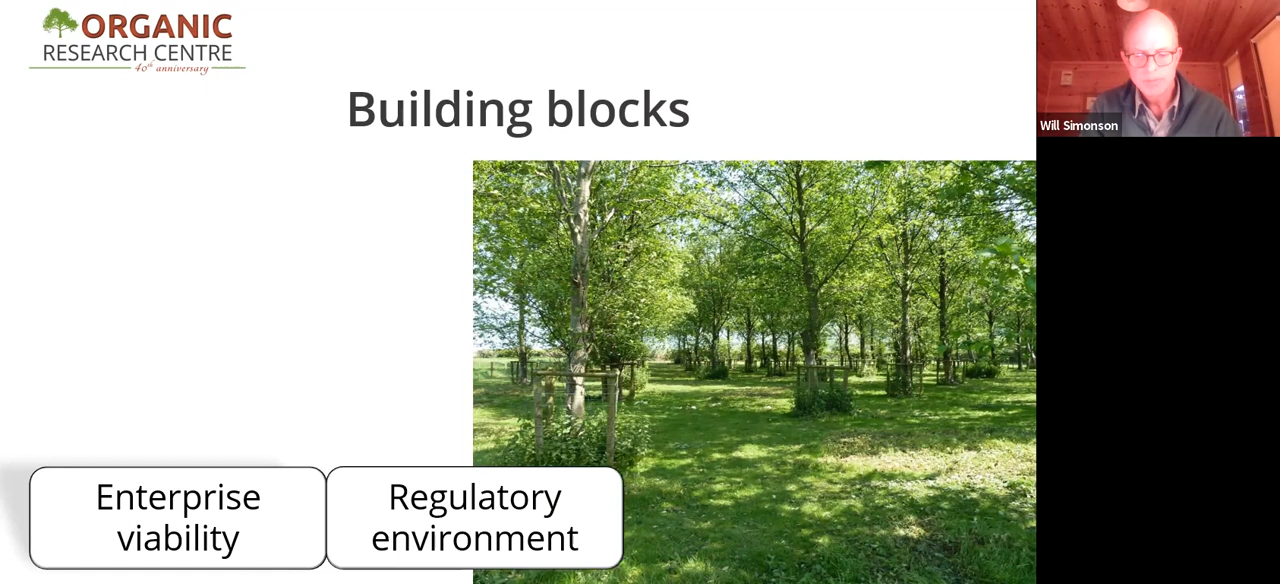 ORGANIC
RESEARCH CENTRE
40th anniversary
Building blocks
Will Simonson
Enterprise
viability
Regulatory
environment